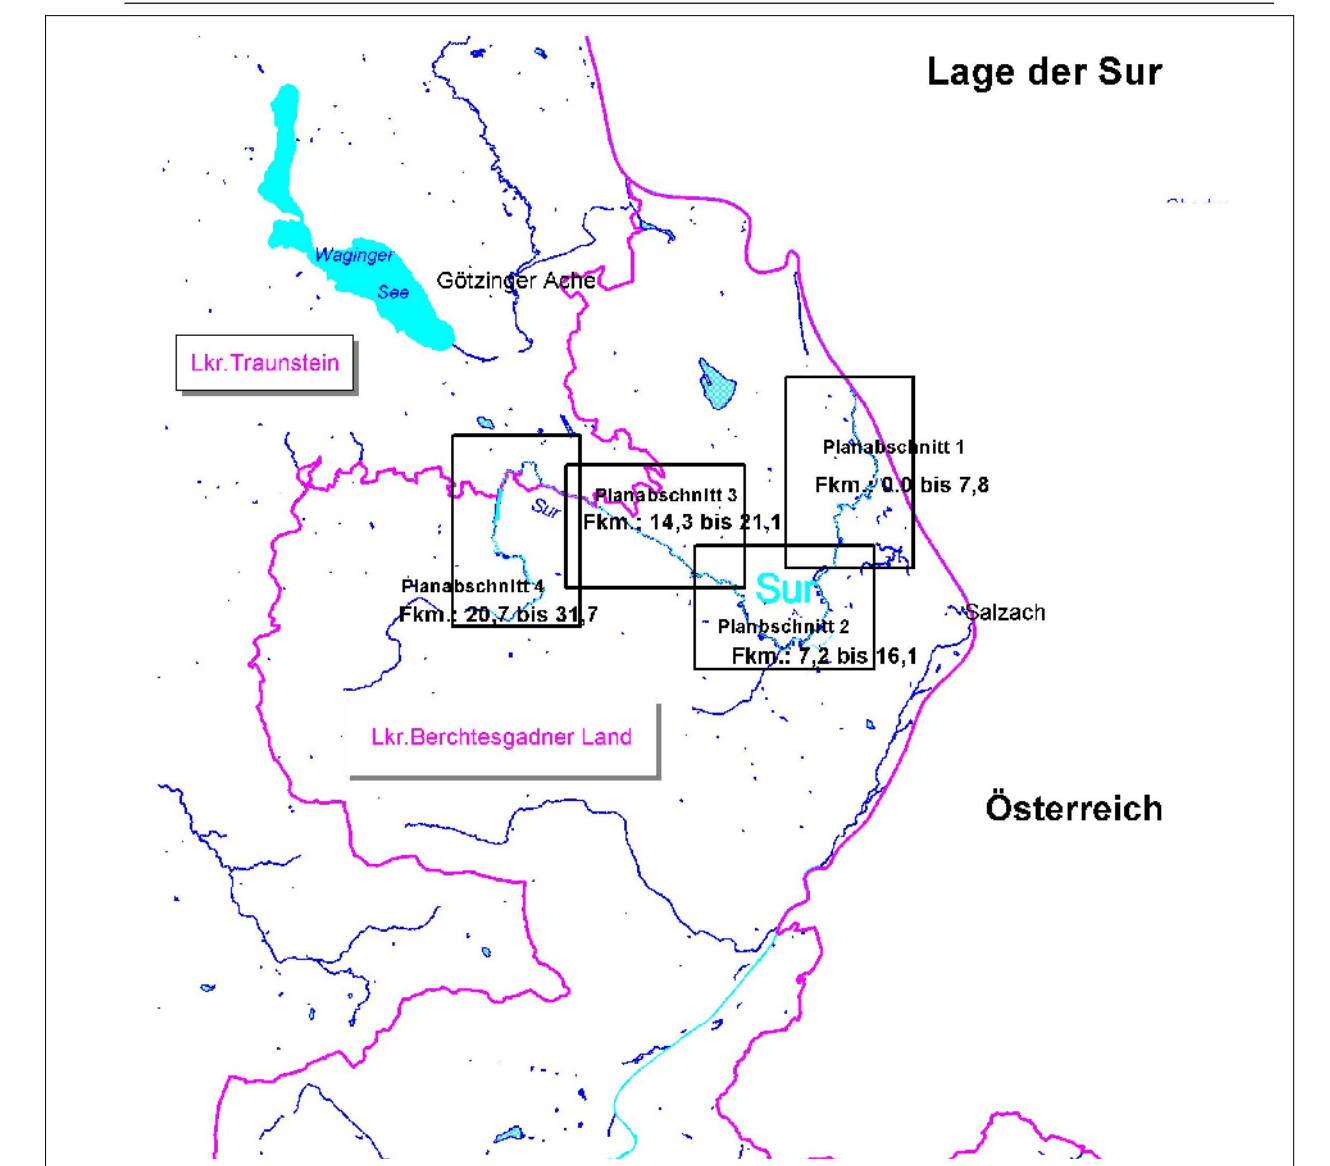 Lage der Sur
Waginger
See
Götzinger Ache
Lkr.Traunstein
Planabschnitt 1
Fkm.: 0.0 bis 7,8
Planabschnitt 3
Fkm.: 14,3 bis 21,1
Sur
Planabschnitt 4
Fkm.: 20,7 bis 31,7
Sur
Planbschnitt 2
Fkm.: 7,2 bis 16,1
Salzach
Lkr.Berchtesgadner Land
Österreich